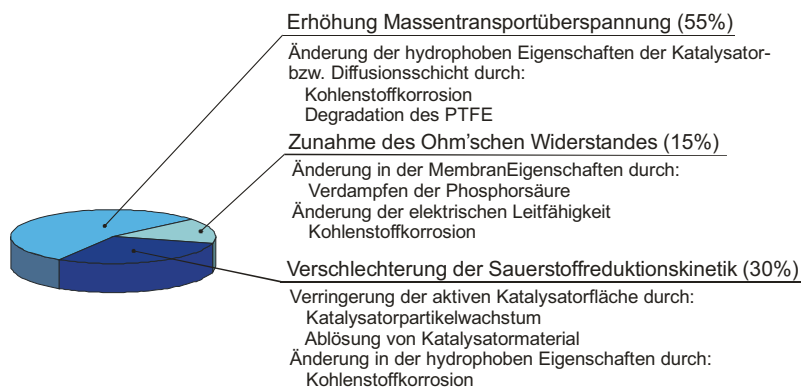 Erhöhung Massentransportüberspannung (55%)
Änderung der hydrophoben Eigenschaften der Katalysator-
bzw. Diffusionsschicht durch:
Kohlenstoffkorrosion
Degradation des PTFE
Zunahme des Ohm'schen Widerstandes (15%)
Änderung in der MembranEigenschaften durch:
Verdampfen der Phosphorsäure
Änderung der elektrischen Leitfähigkeit
Kohlenstoffkorrosion
Verschlechterung der Sauerstoffreduktionskinetik (30%)
Verringerung der aktiven Katalysatorfläche durch:
Katalysatorpartikelwachstum
Ablösung von Katalysatormaterial
Änderung in der hydrophoben Eigenschaften durch:
Kohlenstoffkorrosion